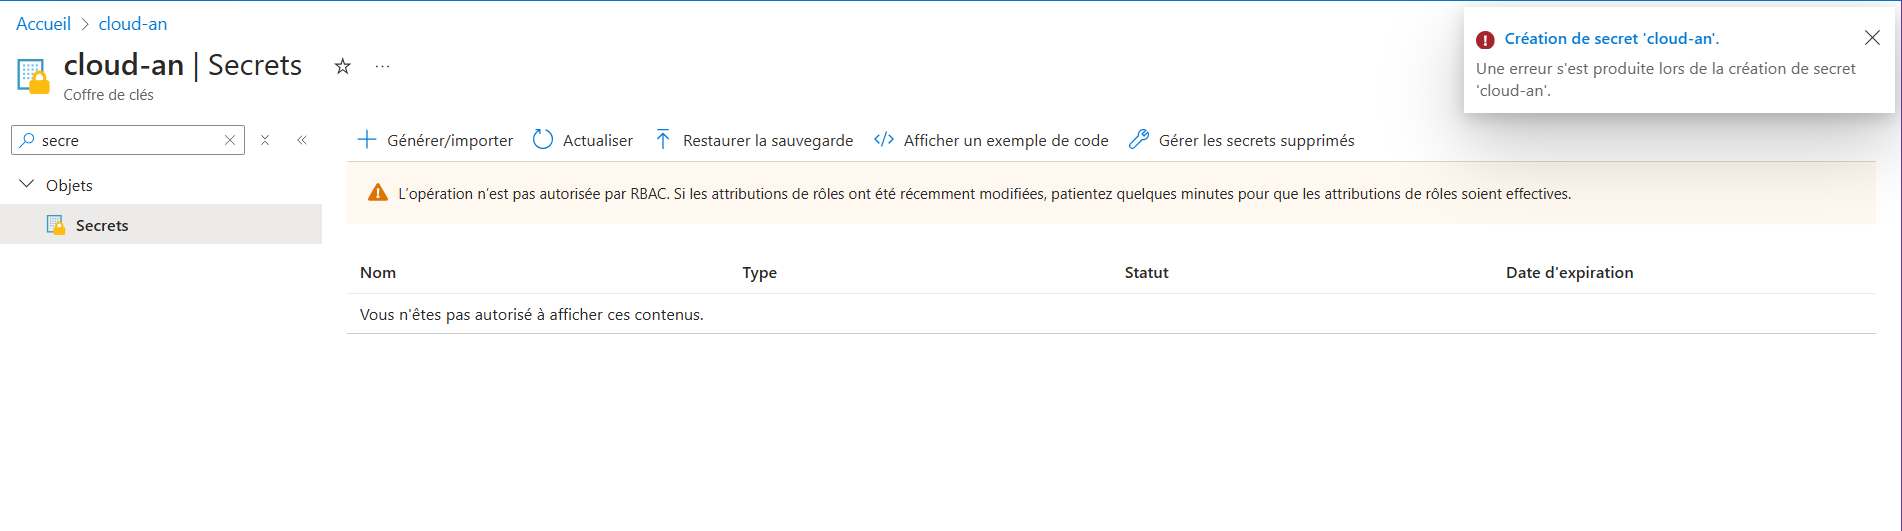 Accueil > cloud-an
cloud-an | Secrets ☆ ...
Coffre de clés
Création de secret 'cloud-an'.
Une erreur s'est produite lors de la création de secret
'cloud-an'.
secre
Générer/importer Actualiser Restaurer la sauvegarde Afficher un exemple de code Gérer les secrets supprimés
Objets
Secrets
L'opération n'est pas autorisée par RBAC. Si les attributions de rôles ont été récemment modifiées, patientez quelques minutes pour que les attributions de rôles soient effectives.
Nom Type Statut Date d'expiration
Vous n'êtes pas autorisé à afficher ces contenus.